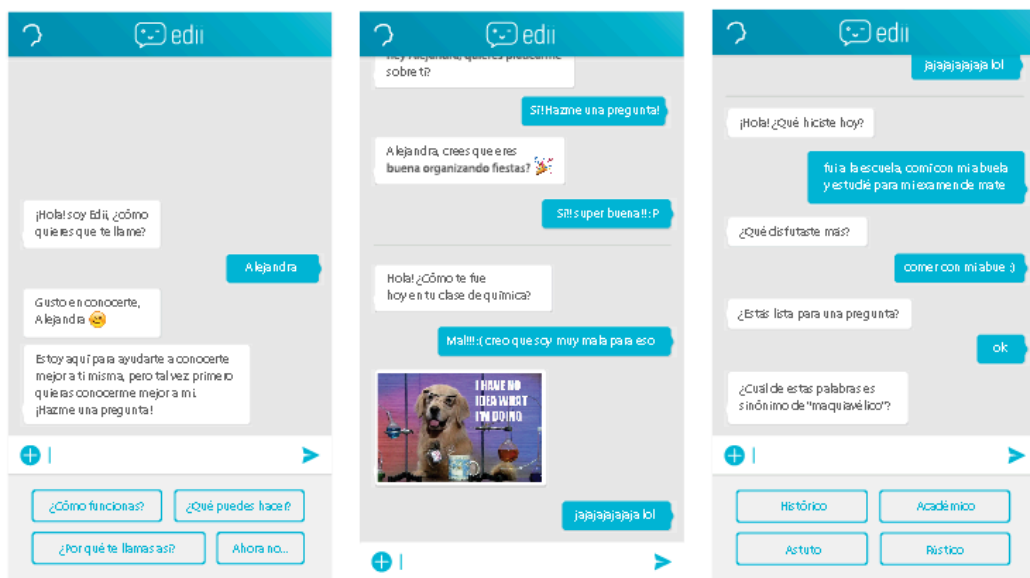 edii
¡Hola! soy Edii, ¿cómo
quieres que te llame?
Alejandra
Gusto en conocerte,
Alejandra
Estoy aquí para ayudarte a conocerte
mejor a ti misma, pero tal vez primero
quieras conocerme mejor a mi.
¡Hazme una pregunta!
¿Cómo funcionas?
¿Qué puedes hacer?
¿Por qué te llamas así?
Ahora no...
edii
sobre ti?
Sí! Hazme una pregunta!
Alejandra, crees que eres
buena organizando fiestas?
Sí!! super buena!! :P
Hola! ¿Cómo te fue
hoy en tu clase de química?
Mal!!! :( creo que soy muy mala para eso
I HAVE NO
IDEA WHAT
I'M DOING
jajajajajaja lol
edii
jajajajajaja lol
¡Hola! ¿Qué hiciste hoy?
fui a la escuela, comí con mi abuela
y estudié para mi examen de mate
¿Qué disfrutaste más?
comer con mi abue :)
¿Estás lista para una pregunta?
ok
¿Cuál de estas palabras es
sinónimo de "maquiavélico"?
Histórico
Académico
Astuto
Rústico